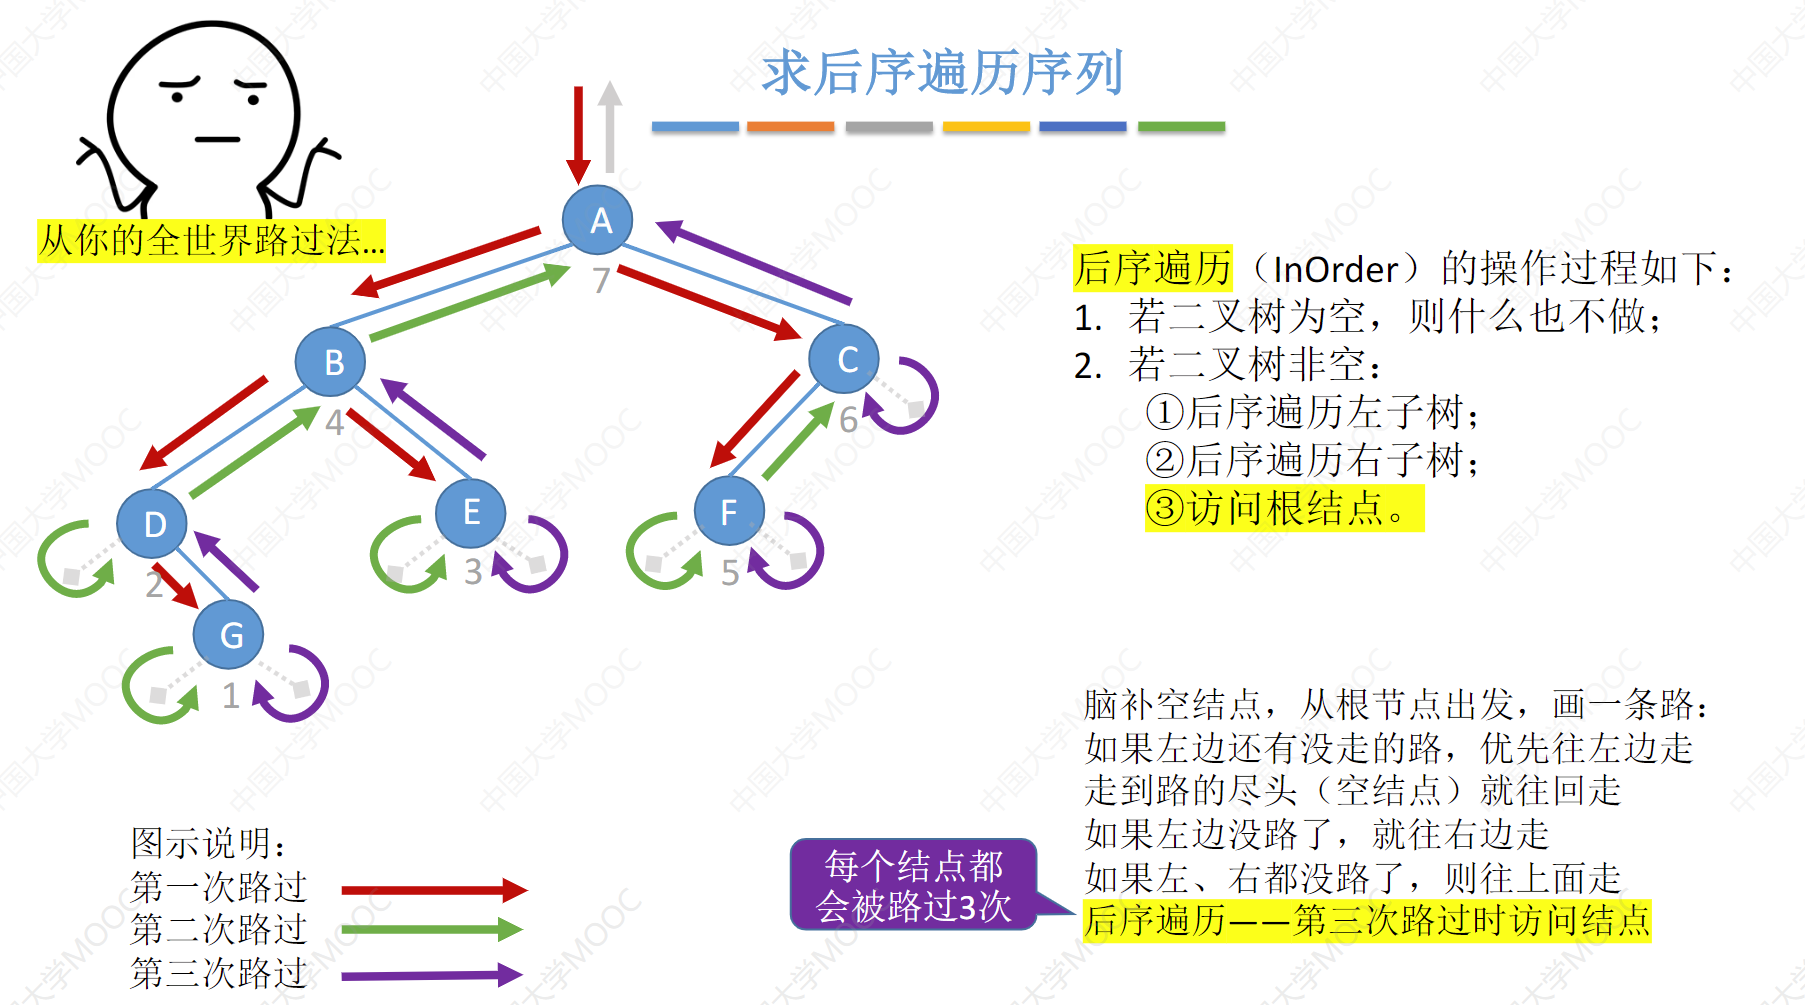 求后序遍历序列
从你的全世界路过法...
A
7
B
4
C
6
D
2
E
3
F
5
G
1
后序遍历（InOrder）的操作过程如下：
1. 若二叉树为空，则什么也不做；
2. 若二叉树非空：
①后序遍历左子树；
②后序遍历右子树；
③访问根结点。
脑补空结点，从根节点出发，画一条路：
如果左边还有没走的路，优先往左边走
走到路的尽头（空结点）就往回走
如果左边没路了，就往右边走
如果左、右都没路了，则往上面走
后序遍历——第三次路过时访问结点
每个结点都
会被路过3次
图示说明：
第一次路过
第二次路过
第三次路过
中国大学MOOC